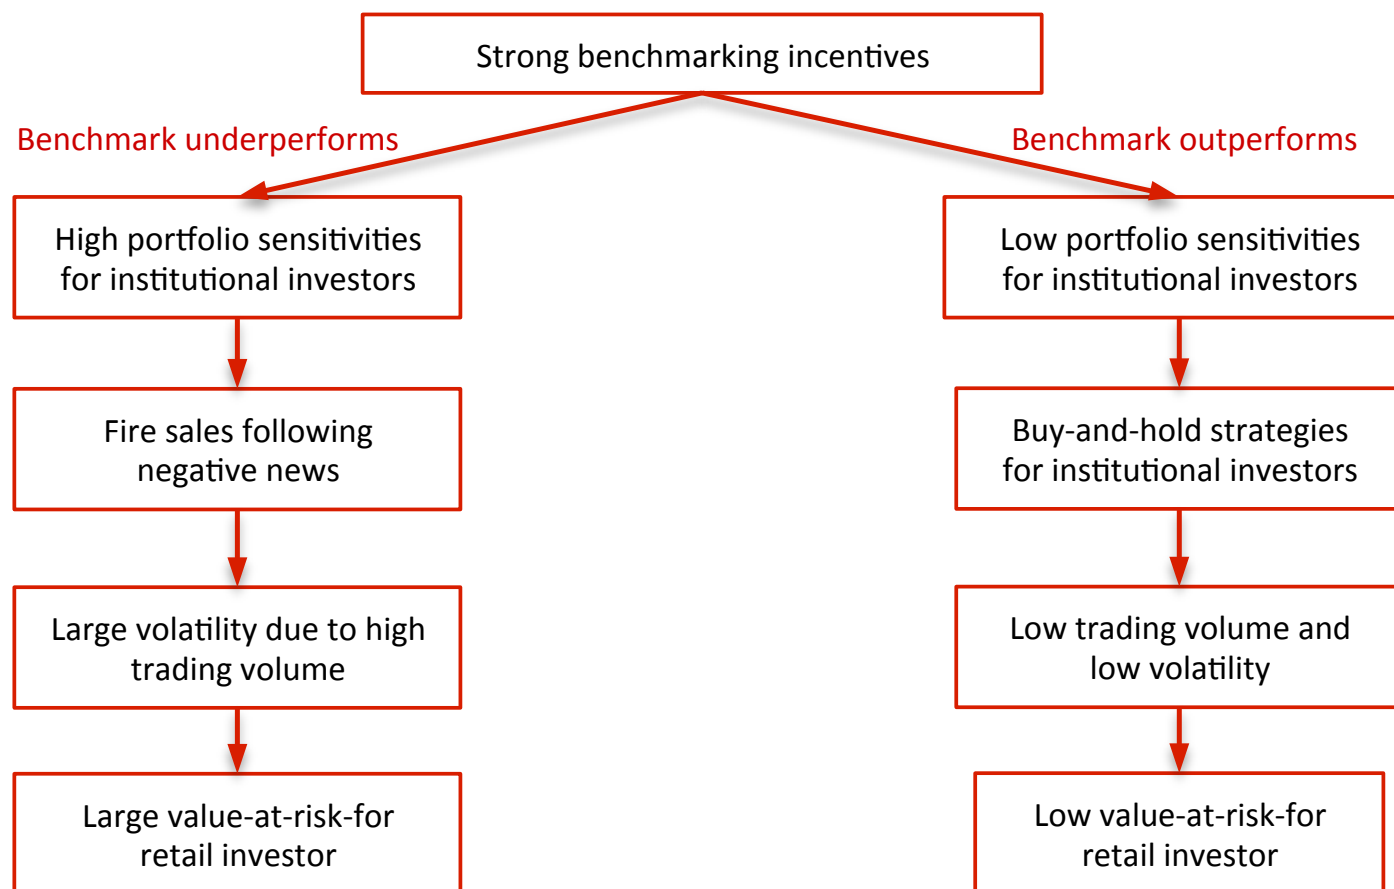 Strong benchmarking incentives
Benchmark underperforms
Benchmark outperforms
High portfolio sensitivities
for institutional investors
Low portfolio sensitivities
for institutional investors
Fire sales following
negative news
Buy-and-hold strategies
for institutional investors
Large volatility due to high
trading volume
Low trading volume and
low volatility
Large value-at-risk-for
retail investor
Low value-at-risk-for
retail investor